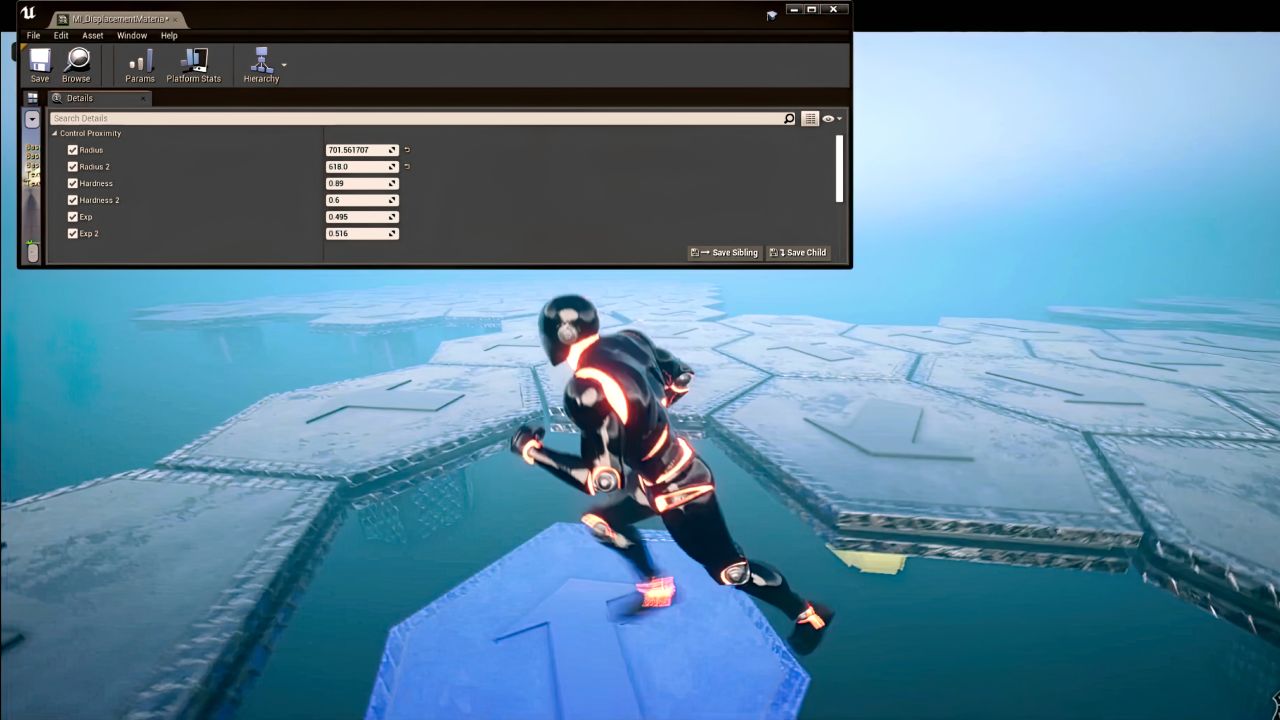 MI_DisplacementMateria*
File Edit Asset Window Help
Save Browse Params Platform Stats Hierarchy
Details
Search Details
Control Proximity
Radius 701.561707
Radius 2 618.0
Hardness 0.89
Hardness 2 0.6
Exp 0.495
Exp 2 0.516
Save Sibling Save Child